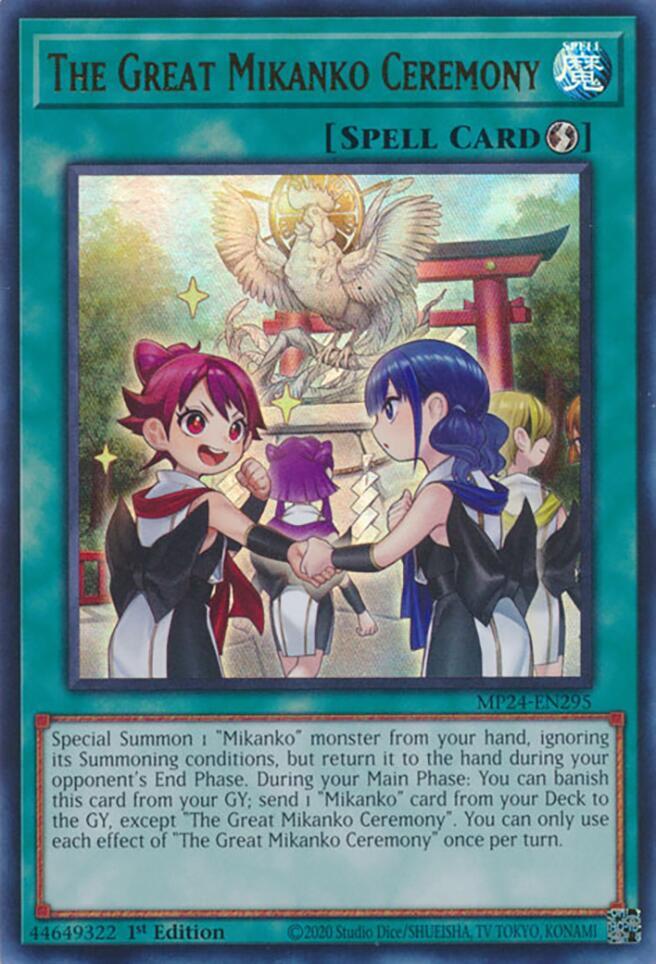 The Great Mikanko Ceremony
SPELL
魔
[Spell Card]
MP24-EN295
Special Summon 1 "Mikanko" monster from your hand, ignoring
its Summoning conditions, but return it to the hand during your
opponent's End Phase. During your Main Phase: You can banish
this card from your GY; send 1 "Mikanko" card from your Deck to
the GY, except "The Great Mikanko Ceremony". You can only use
each effect of "The Great Mikanko Ceremony" once per turn.
44649322 1st Edition ©2020 Studio Dice/SHUEISHA, TV TOKYO, KONAMI